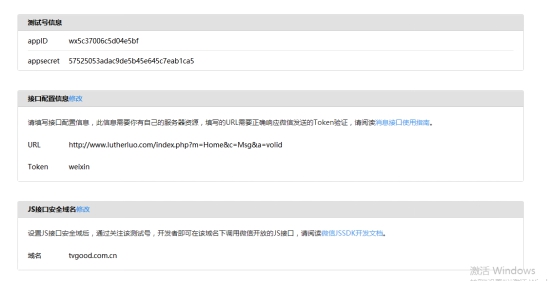 测试号信息
appID wx5c37006c5d04e5bf
appsecret 57525053adac9de5b45e645c7eab1ca5
接口配置信息修改
请填写接口配置信息，此信息需要你有自己的服务器资源，填写的URL需要正确响应微信发送的Token验证，请阅读消息接口使用指南。
URL http://www.lutherluo.com/index.php?m=Home&c=Msg&a=volid
Token weixin
JS接口安全域名修改
设置JS接口安全域后，通过关注该测试号，开发者即可在该域名下调用微信开放的JS接口，请阅读微信JSSDK开发文档。
域名 tvgood.com.cn
激活 Windows